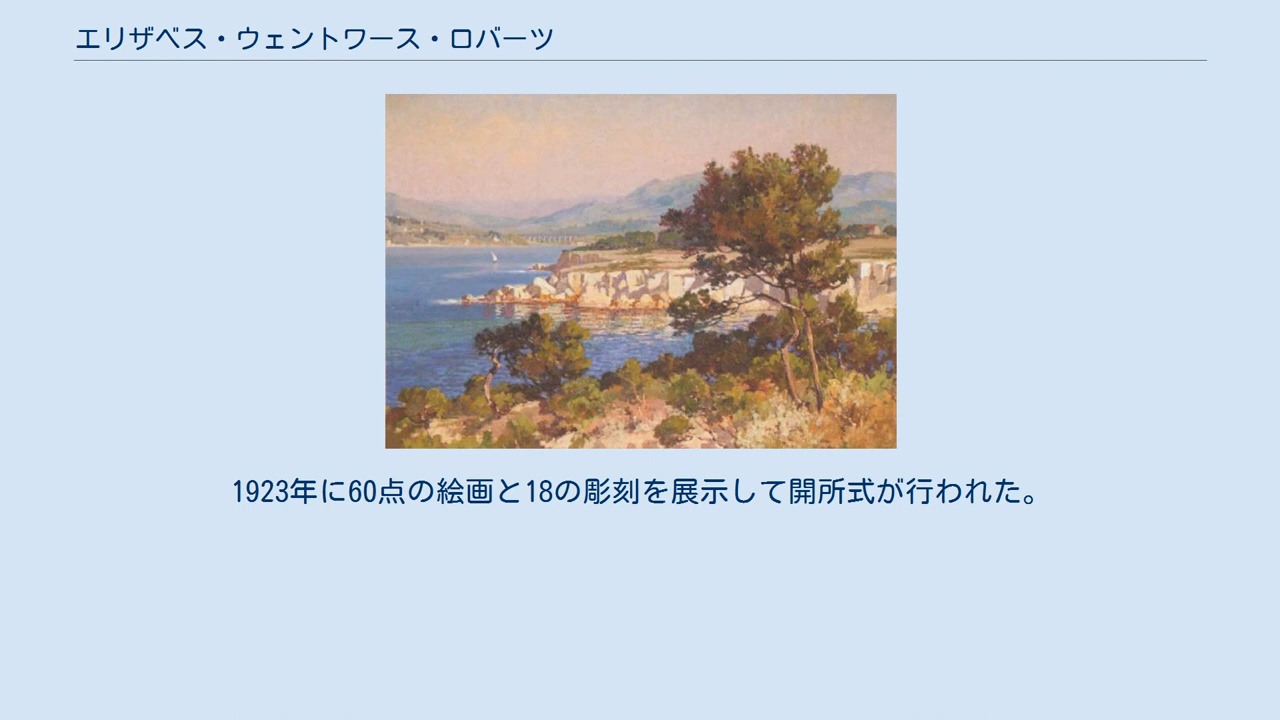 エリザベス・ウェントワース・ロバーツ
1923年に60点の絵画と18の彫刻を展示して開所式が行われた。